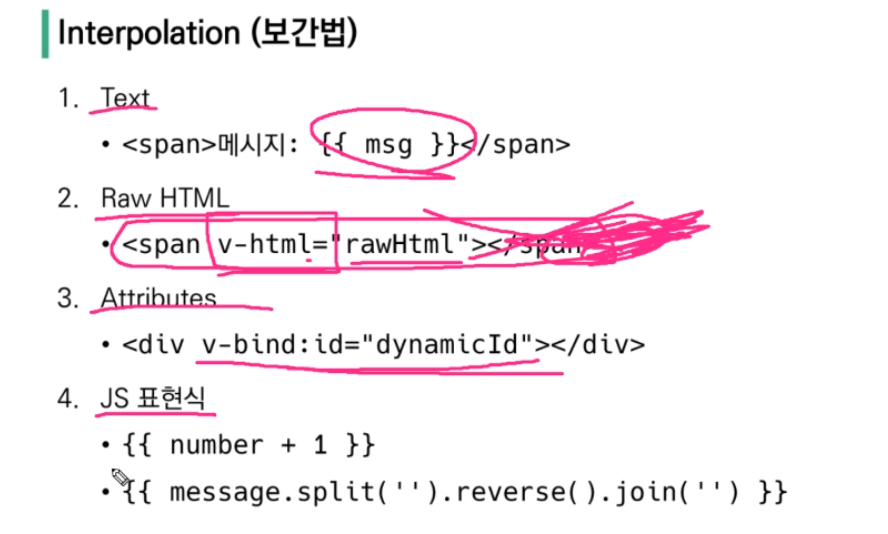 Interpolation (보간법)
1. Text
• <span>메시지: {{ msg }}</span>
2. Raw HTML
• <span v-html="rawHtml"></span>
3. Attributes
• <div v-bind:id="dynamicId"></div>
4. JS 표현식
• {{ number + 1 }}
• {{ message.split('').reverse().join('') }}